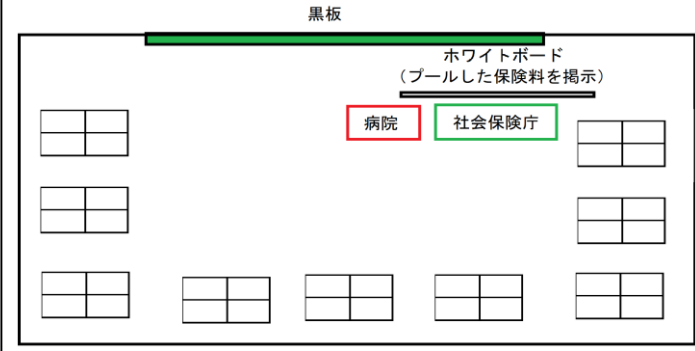 黒板
ホワイトボード
（プールした保険料を掲示）
病院
社会保険庁